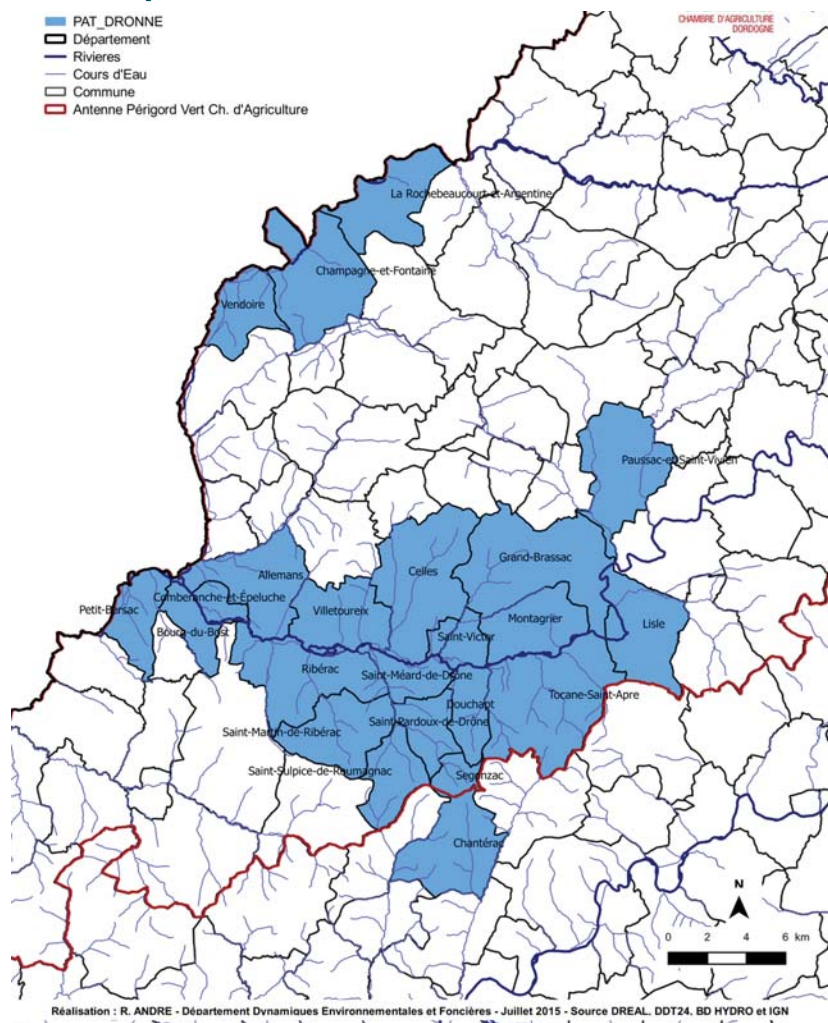 PAT_DRONNE
Département
Rivieres
Cours d'Eau
Commune
Antenne Périgord Vert Ch. d'Agriculture
CHAMBRE D'AGRICULTURE
DORDOGNE
La Rochebeaucourt-et-Argentine
Champagne-et-Fontaine
Vendoire
Paussac-et-Saint-Vivien
Grand-Brassac
Celles
Allemans
Petit-Bersac
Comberanche-et-Épeluche
Villetoureix
Montagrier
Lisle
Bourg-du-Bost
Saint-Victor
Ribérac
Saint-Méard-de-Drône
Tocane-Saint-Apre
Douchapt
Saint-Pardoux-de-Drône
Saint-Martin-de-Ribérac
Saint-Sulpice-de-Roumagnac
Segonzac
Chantérac
N
0 2 4 6 km
Réalisation : R. ANDRE - Département Dynamiques Environnementales et Foncières - Juillet 2015 - Source DREAL. DDT24. BD HYDRO et IGN